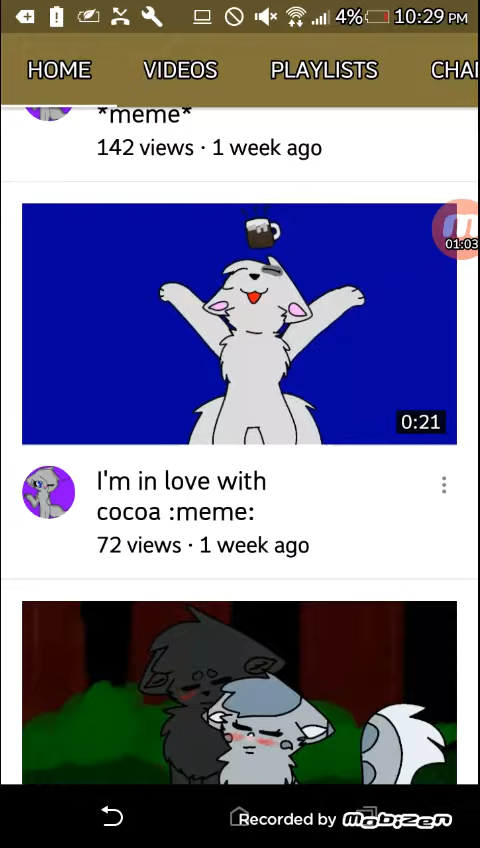 4% 10:29 PM
HOME VIDEOS PLAYLISTS CHA
*meme*
142 views · 1 week ago
01:03
0:21
I'm in love with
cocoa :meme:
72 views · 1 week ago
Recorded by Mobizen